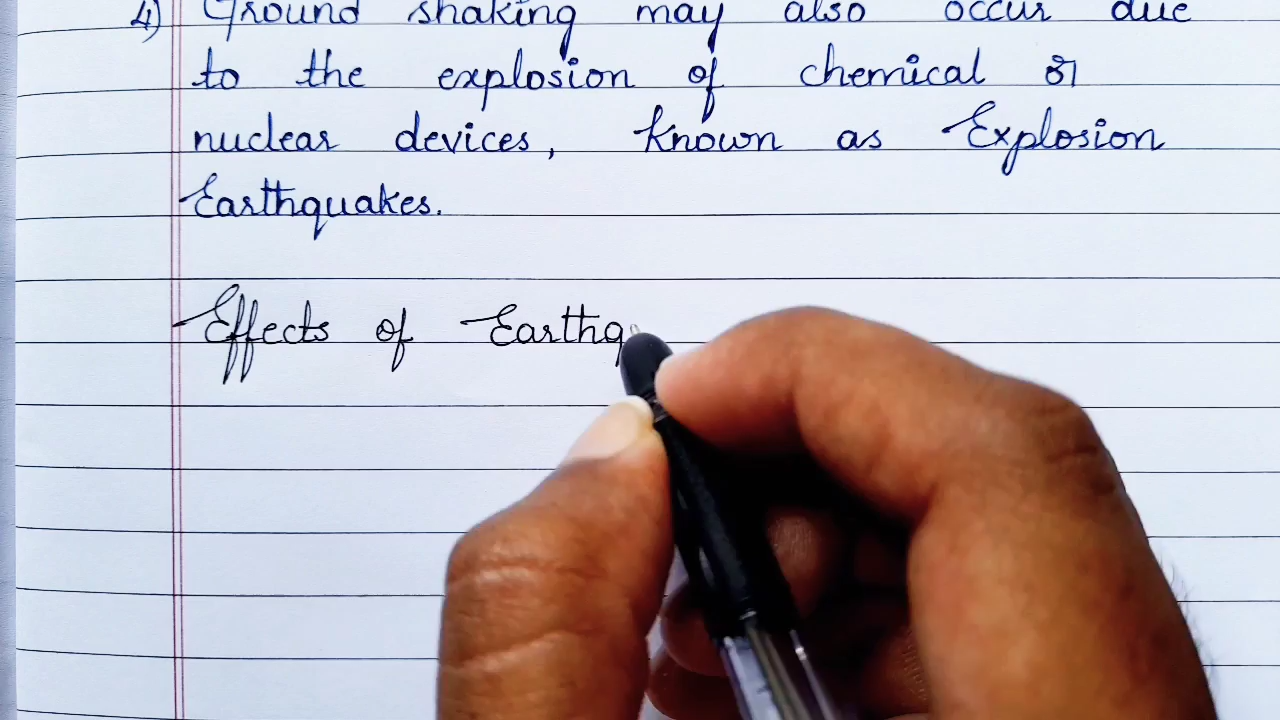 4) Ground shaking may also occur due
to the explosion of chemical or
nuclear devices, known as Explosion
Earthquakes.
Effects of Earthq